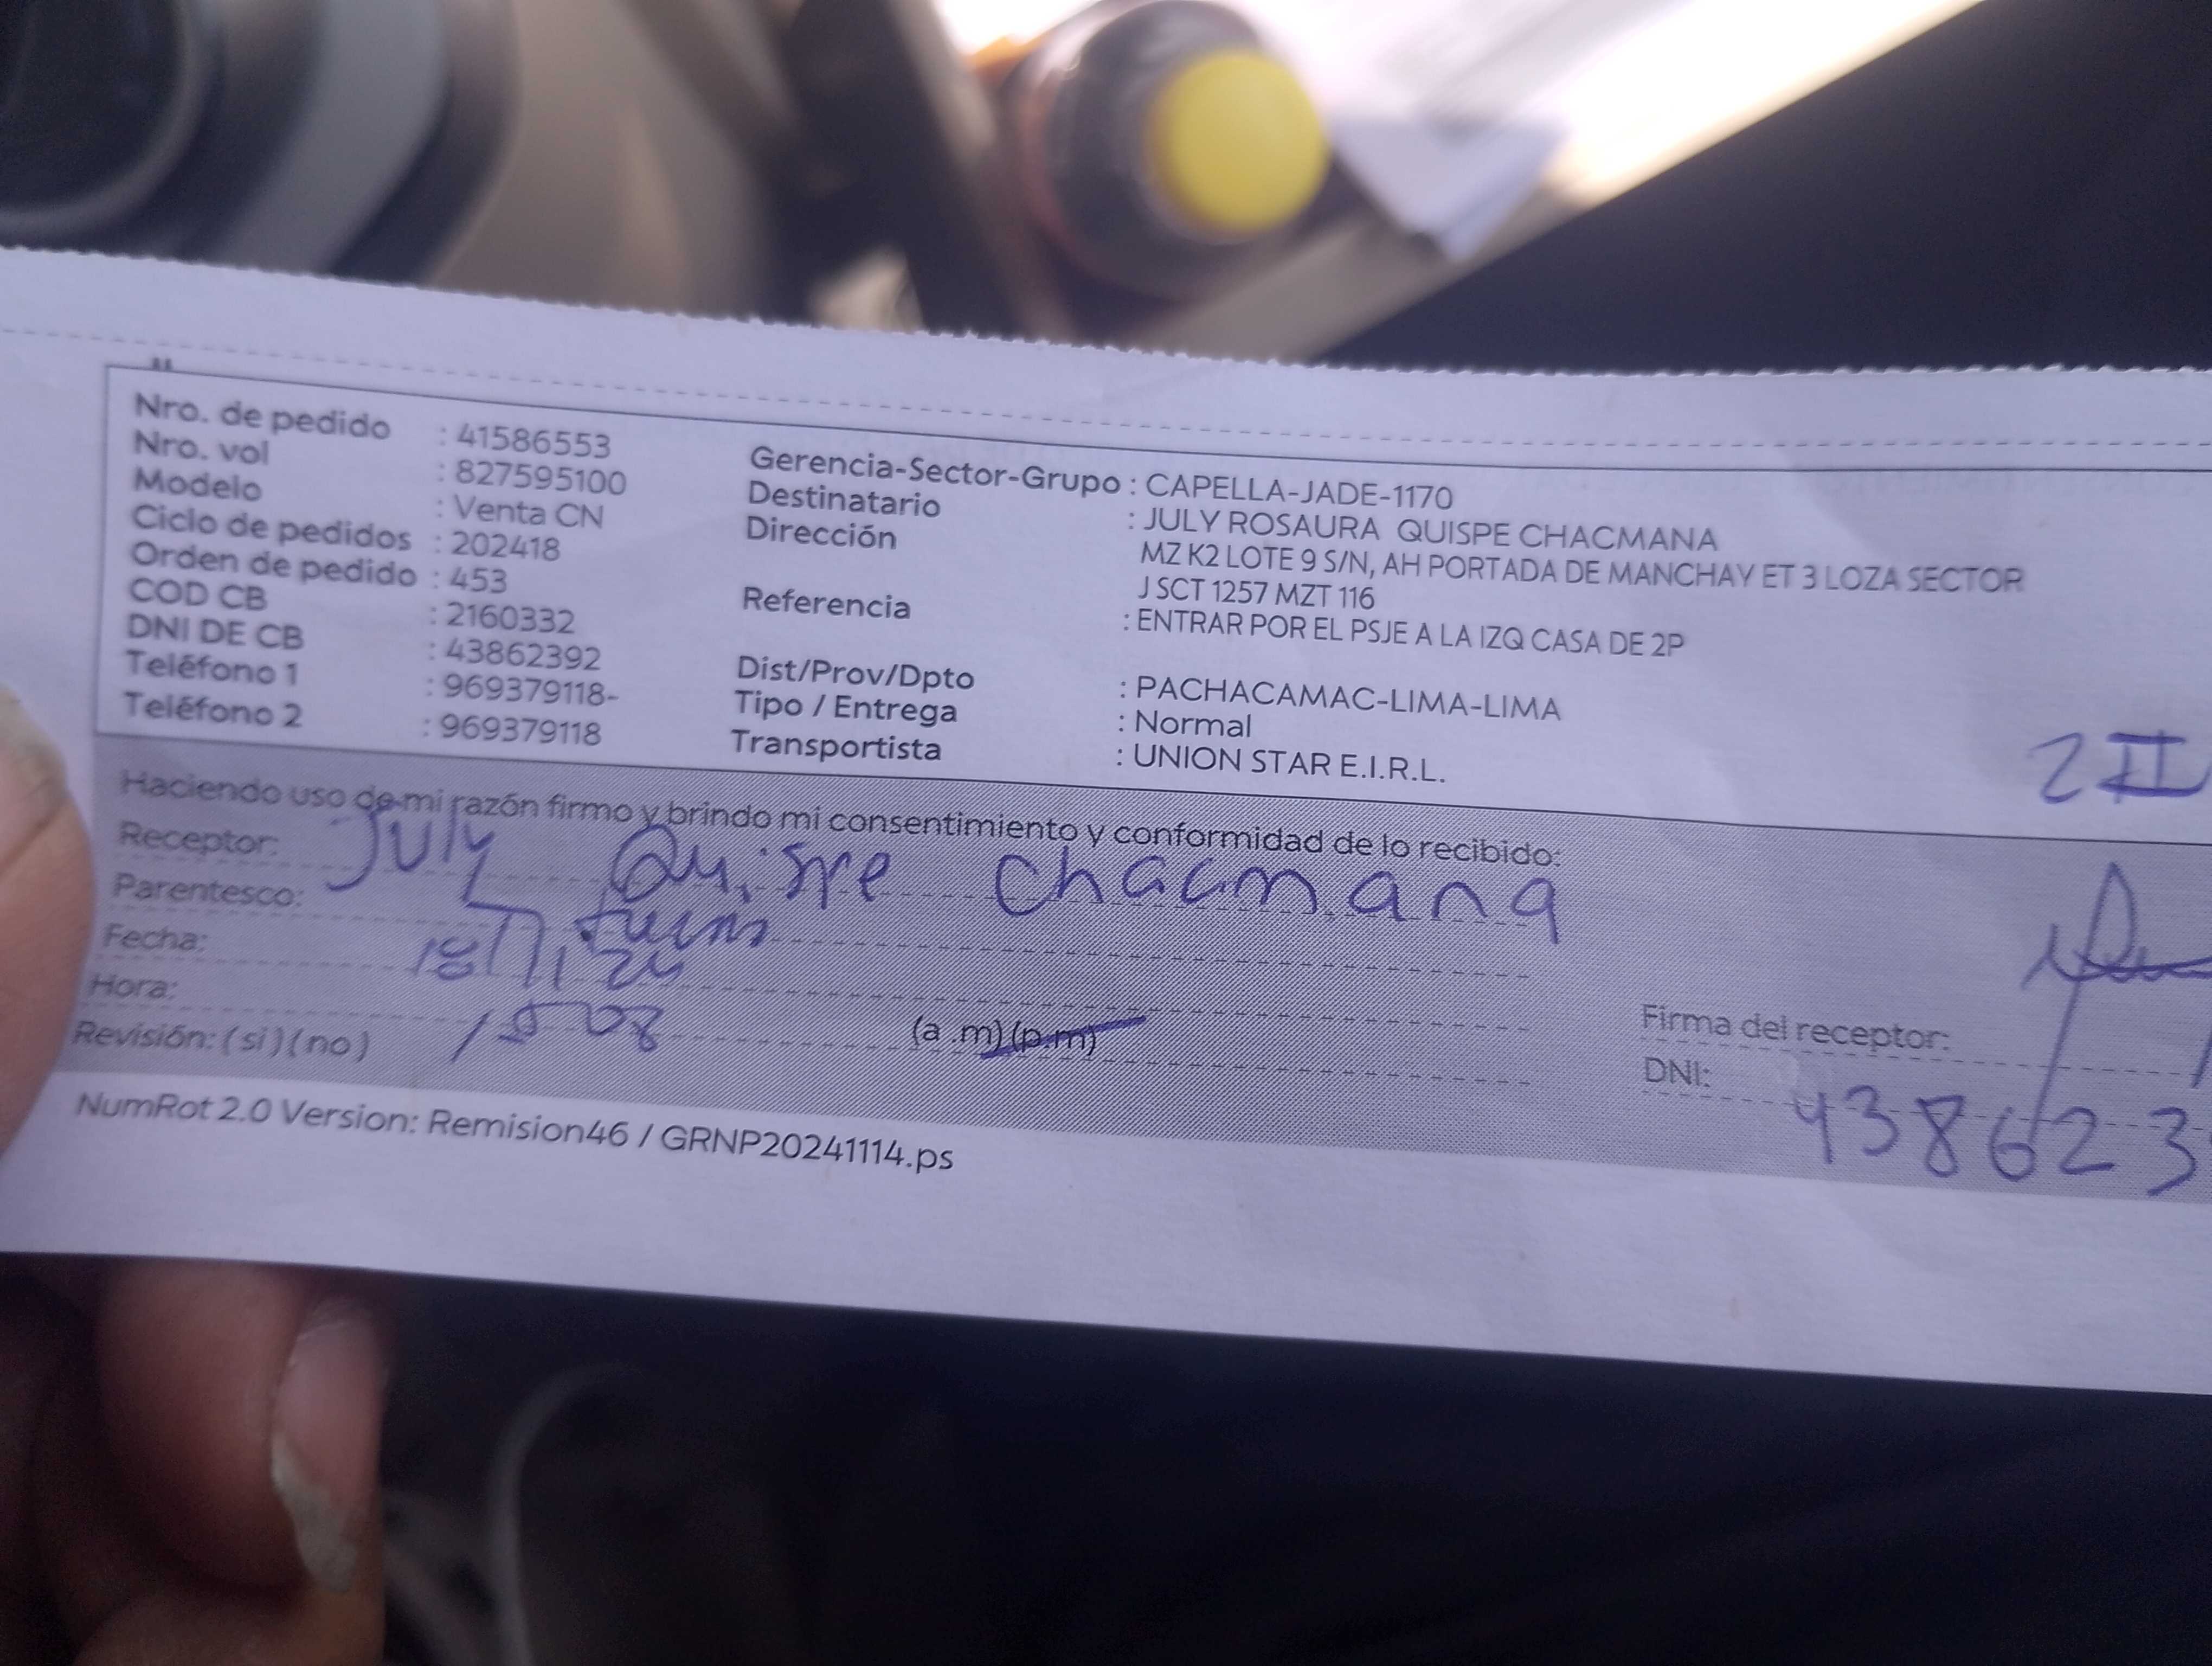 Nro. de pedido : 41586553
Nro. vol : 827595100
Modelo : Venta CN
Ciclo de pedidos : 202418
Orden de pedido : 453
COD CB : 2160332
DNI DE CB : 43862392
Teléfono 1 : 969379118-
Teléfono 2 : 969379118
Gerencia-Sector-Grupo : CAPELLA-JADE-1170
Destinatario : JULY ROSAURA QUISPE CHACMANA
Dirección MZ K2 LOTE 9 S/N, AH PORTADA DE MANCHAY ET 3 LOZA SECTOR
J SCT 1257 MZT 116
Referencia : ENTRAR POR EL PSJE A LA IZQ CASA DE 2P
Dist/Prov/Dpto : PACHACAMAC-LIMA-LIMA
Tipo / Entrega : Normal
Transportista : UNION STAR E.I.R.L.
Haciendo uso de mi razón firmo y brindo mi consentimiento y conformidad de lo recibido:
Receptor: July Quispe Chacmana
Parentesco:
Fecha:
Hora: (a .m)(p.m)
Revisión: (si)(no)
Firma del receptor:
DNI: 438623
NumRot 2.0 Version: Remision46 / GRNP20241114.ps